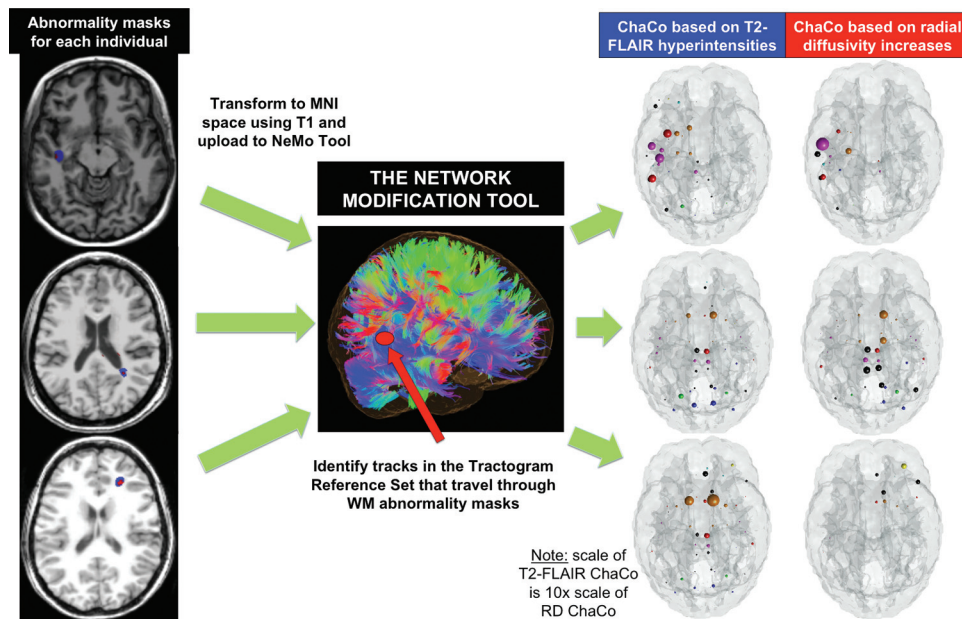 Abnormality masks
for each individual
Transform to MNI
space using T1 and
upload to NeMo Tool
THE NETWORK
MODIFICATION TOOL
Identify tracks in the Tractogram
Reference Set that travel through
WM abnormality masks
ChaCo based on T2-
FLAIR hyperintensities
ChaCo based on radial
diffusivity increases
Note: scale of
T2-FLAIR ChaCo
is 10x scale of
RD ChaCo